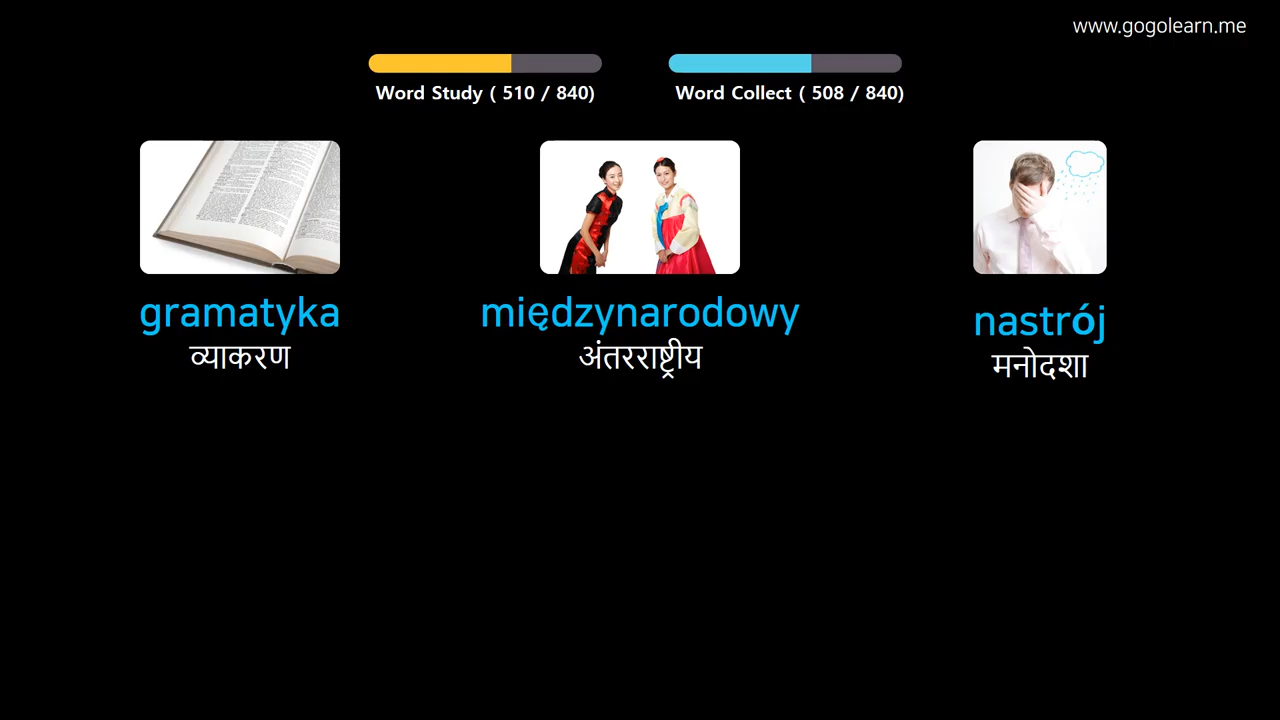 www.gogolearn.me
Word Study ( 510 / 840)
Word Collect ( 508 / 840)
gramatyka
व्याकरण
międzynarodowy
अंतरराष्ट्रीय
nastrój
मनोदशा